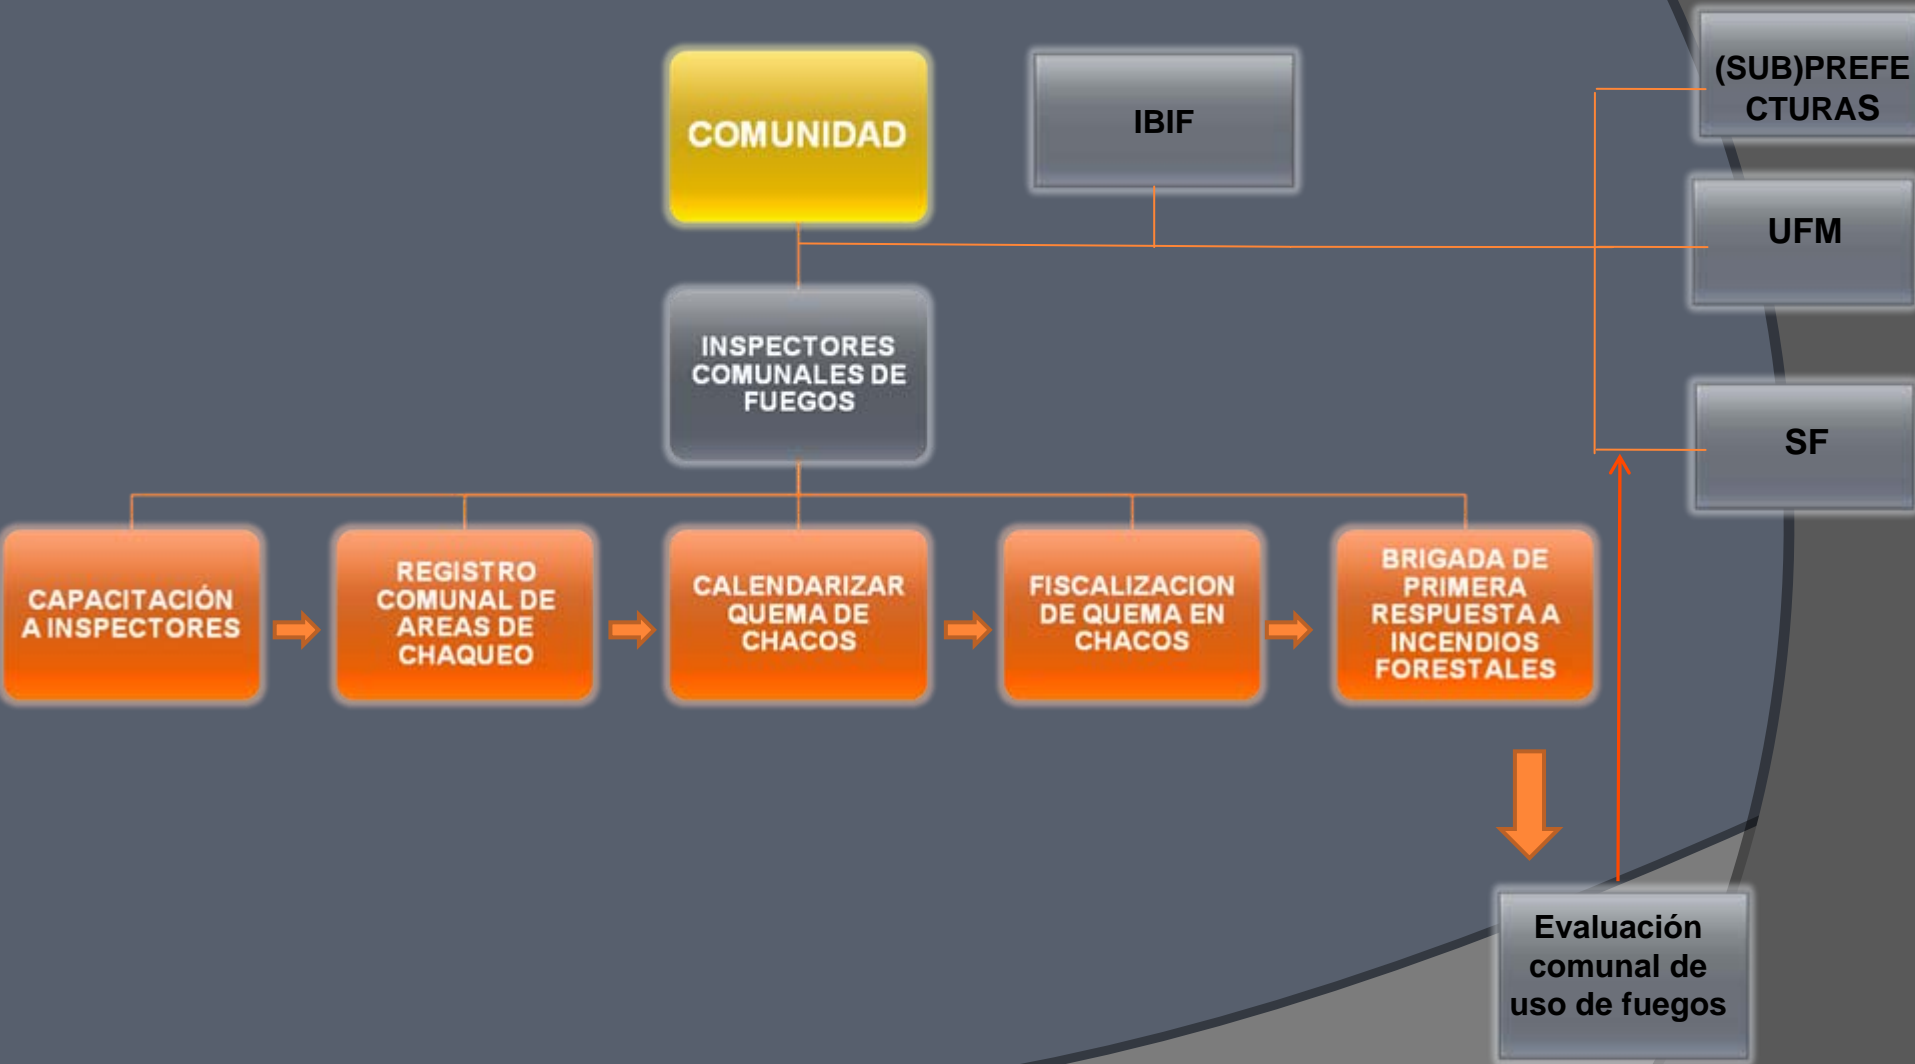 COMUNIDAD
IBIF
(SUB)PREFE
CTURAS
UFM
SF
INSPECTORES
COMUNALES DE
FUEGOS
CAPACITACIÓN
A INSPECTORES
REGISTRO
COMUNAL DE
AREAS DE
CHAQUEO
CALENDARIZAR
QUEMA DE
CHACOS
FISCALIZACION
DE QUEMA EN
CHACOS
BRIGADA DE
PRIMERA
RESPUESTA A
INCENDIOS
FORESTALES
Evaluación
comunal de
uso de fuegos